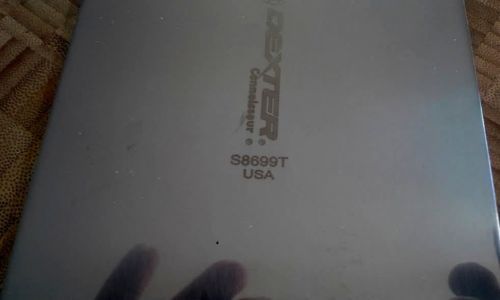 DEXTER®
Connoisseur®
S8699T
USA